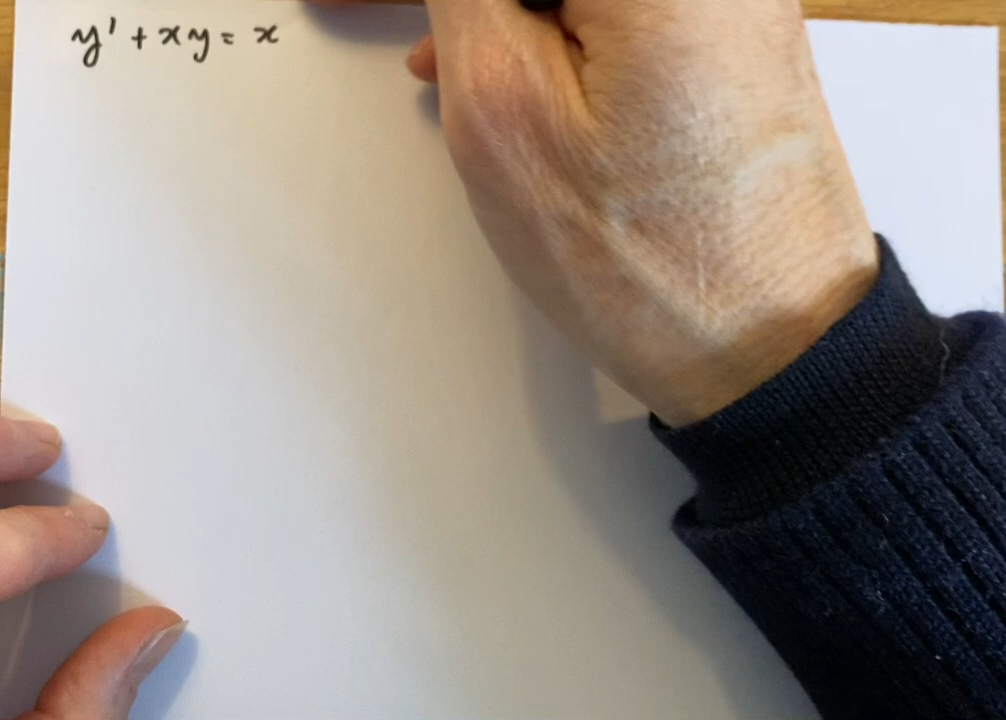 y' + xy = x